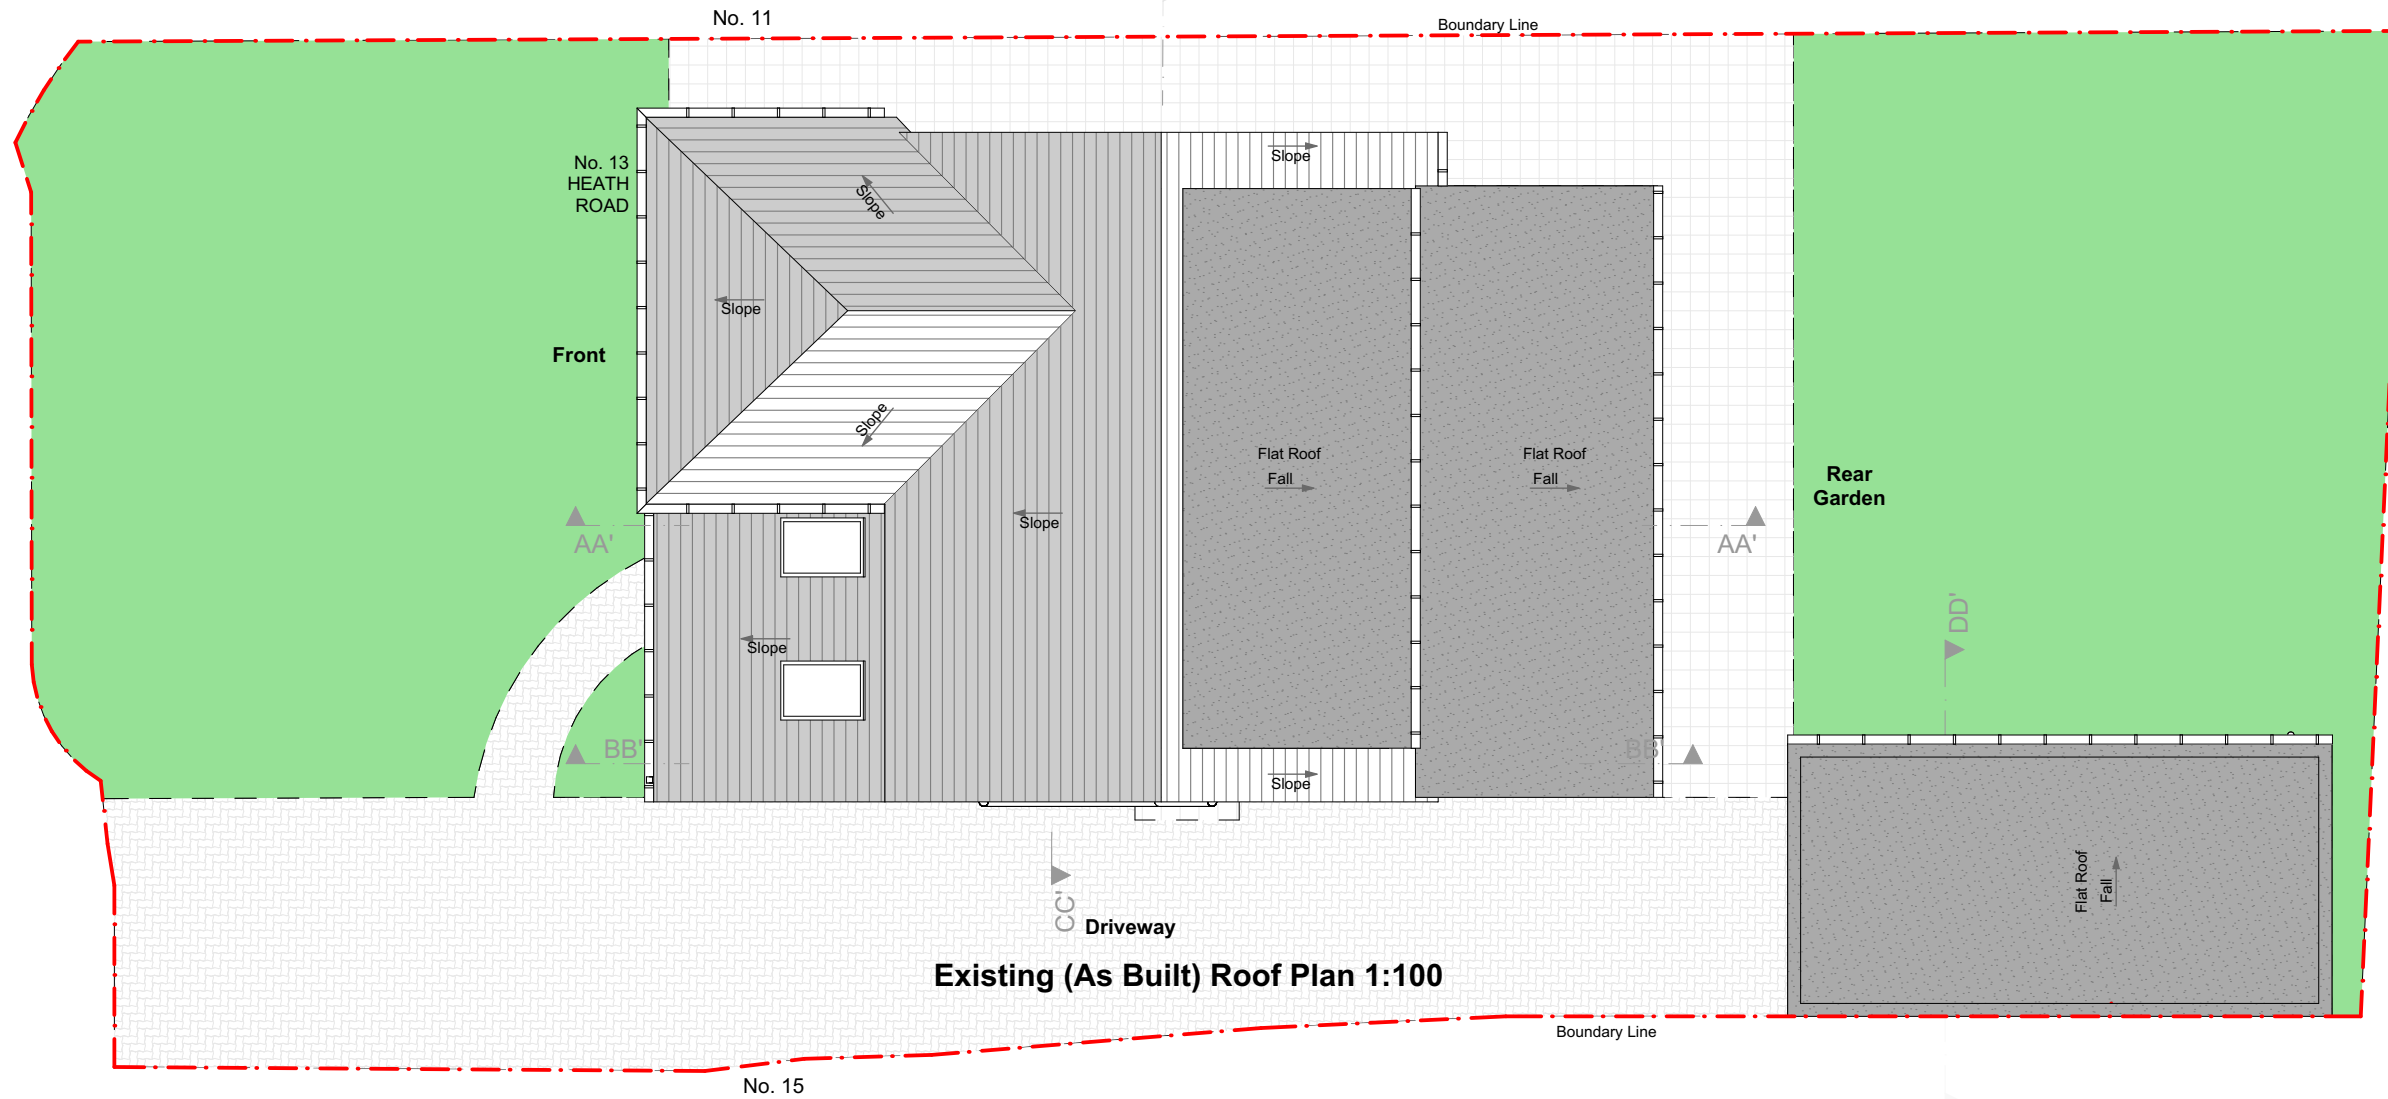 No. 11
Boundary Line
No. 13
HEATH
ROAD
Slope
Slope
Slope
Front
Slope
Flat Roof
Fall
Flat Roof
Fall
Rear
Garden
Slope
AA'
AA'
DD'
Slope
BB'
BB'
Slope
CC'
Driveway
Flat Roof
Fall
Existing (As Built) Roof Plan 1:100
Boundary Line
No. 15